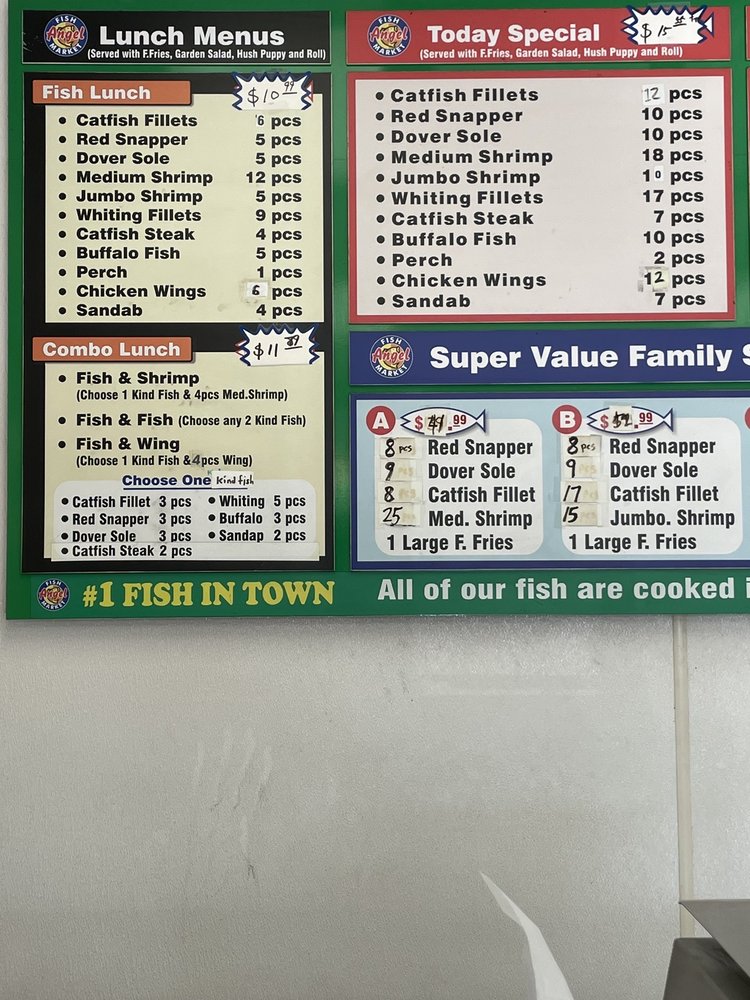 FISH Angel MARKET
Lunch Menus
(Served with F.Fries, Garden Salad, Hush Puppy and Roll)
Fish Lunch
$10.99
• Catfish Fillets 6 pcs
• Red Snapper 5 pcs
• Dover Sole 5 pcs
• Medium Shrimp 12 pcs
• Jumbo Shrimp 5 pcs
• Whiting Fillets 9 pcs
• Catfish Steak 4 pcs
• Buffalo Fish 5 pcs
• Perch 1 pcs
• Chicken Wings 6 pcs
• Sandab 4 pcs
Combo Lunch
$11
• Fish & Shrimp
(Choose 1 Kind Fish & 4pcs Med.Shrimp)
• Fish & Fish (Choose any 2 Kind Fish)
• Fish & Wing
(Choose 1 Kind Fish & 4pcs Wing)
Choose One Kind fish
• Catfish Fillet 3 pcs • Whiting 5 pcs
• Red Snapper 3 pcs • Buffalo 3 pcs
• Dover Sole 3 pcs • Sandap 2 pcs
• Catfish Steak 2 pcs
FISH Angel MARKET
Today Special
$15
(Served with F.Fries, Garden Salad, Hush Puppy and Roll)
• Catfish Fillets 12 pcs
• Red Snapper 10 pcs
• Dover Sole 10 pcs
• Medium Shrimp 18 pcs
• Jumbo Shrimp 10 pcs
• Whiting Fillets 17 pcs
• Catfish Steak 7 pcs
• Buffalo Fish 10 pcs
• Perch 2 pcs
• Chicken Wings 12 pcs
• Sandab 7 pcs
FISH Angel MARKET
Super Value Family
A $ .99
8 pcs Red Snapper
9 pcs Dover Sole
8 pcs Catfish Fillet
25 Med. Shrimp
1 Large F. Fries
B $ .99
8 pcs Red Snapper
9 pcs Dover Sole
17 Catfish Fillet
15 Jumbo. Shrimp
1 Large F. Fries
FISH Angel MARKET
#1 FISH IN TOWN
All of our fish are cooked